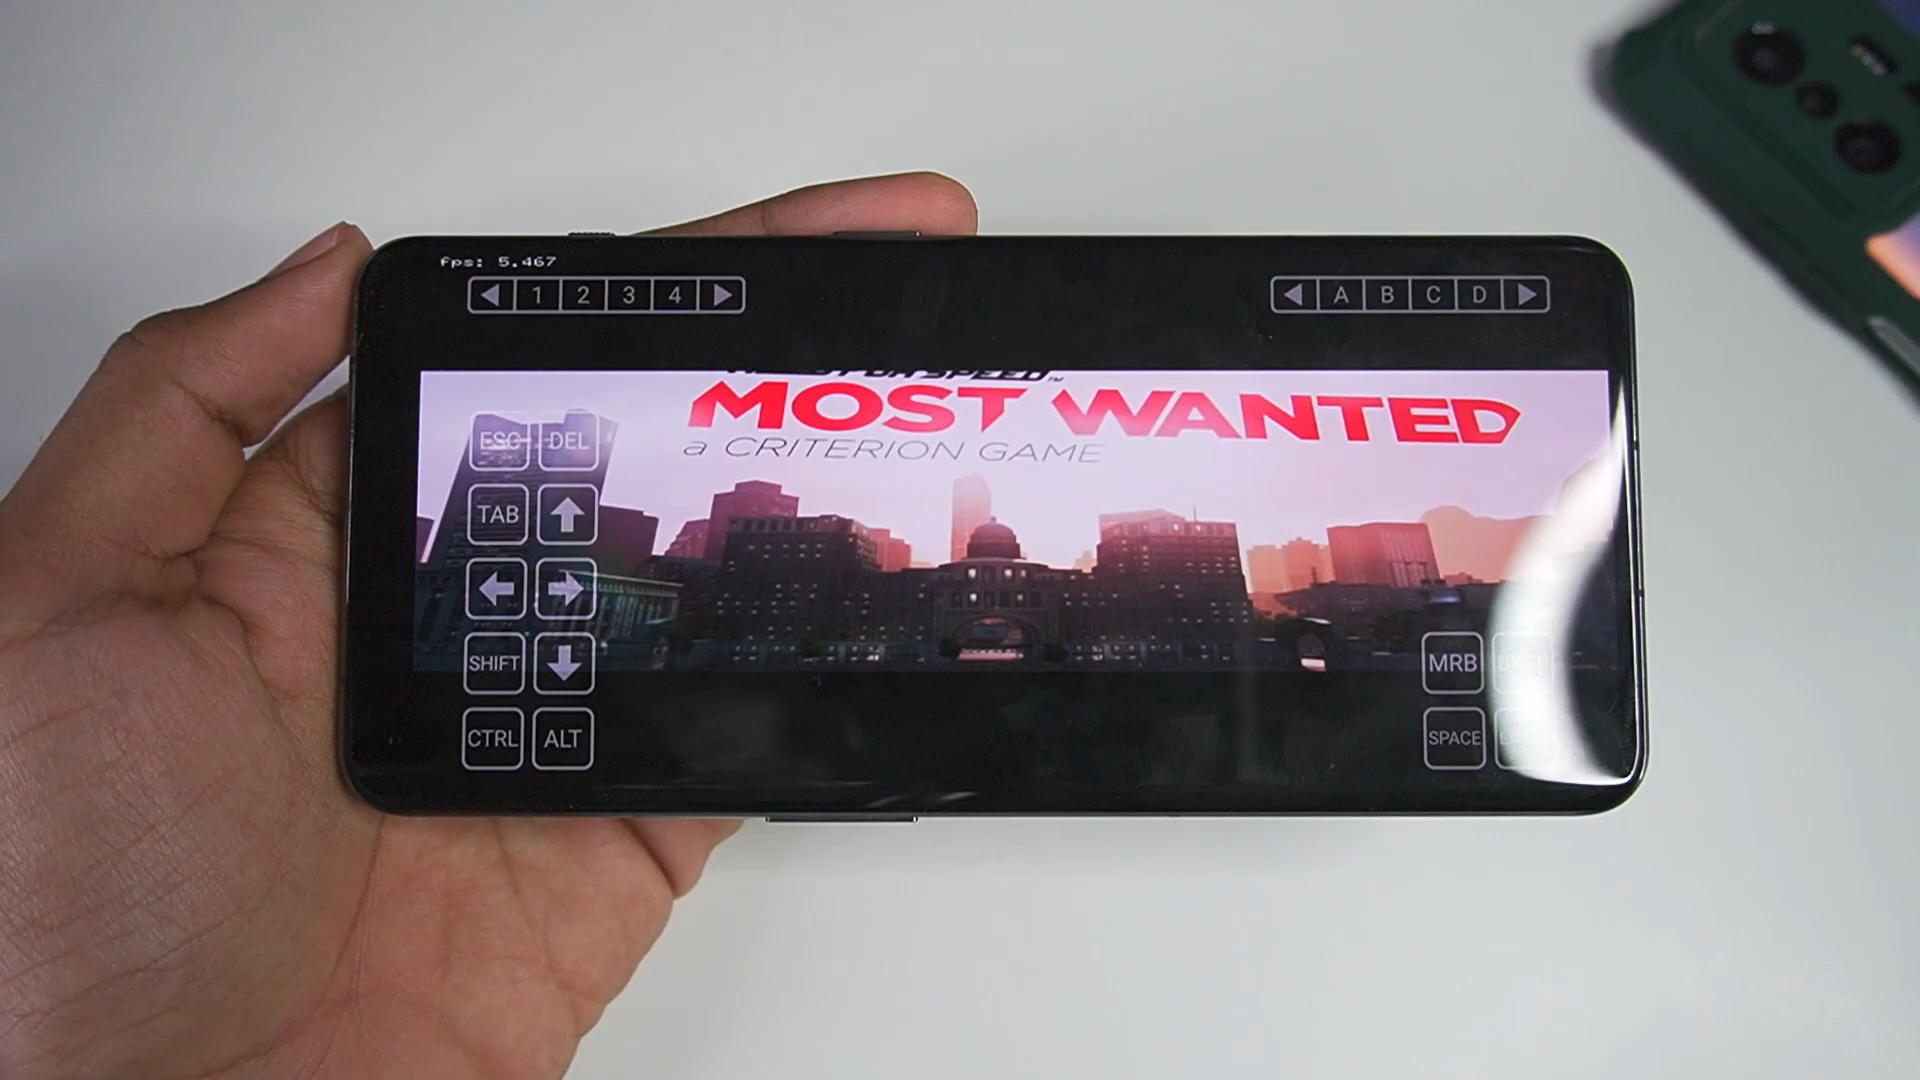 fps: 5.467
1 2 3 4
A B C D
MOST WANTED
a CRITERION GAME
ESC DEL
TAB
SHIFT
MRB
CTRL ALT
SPACE